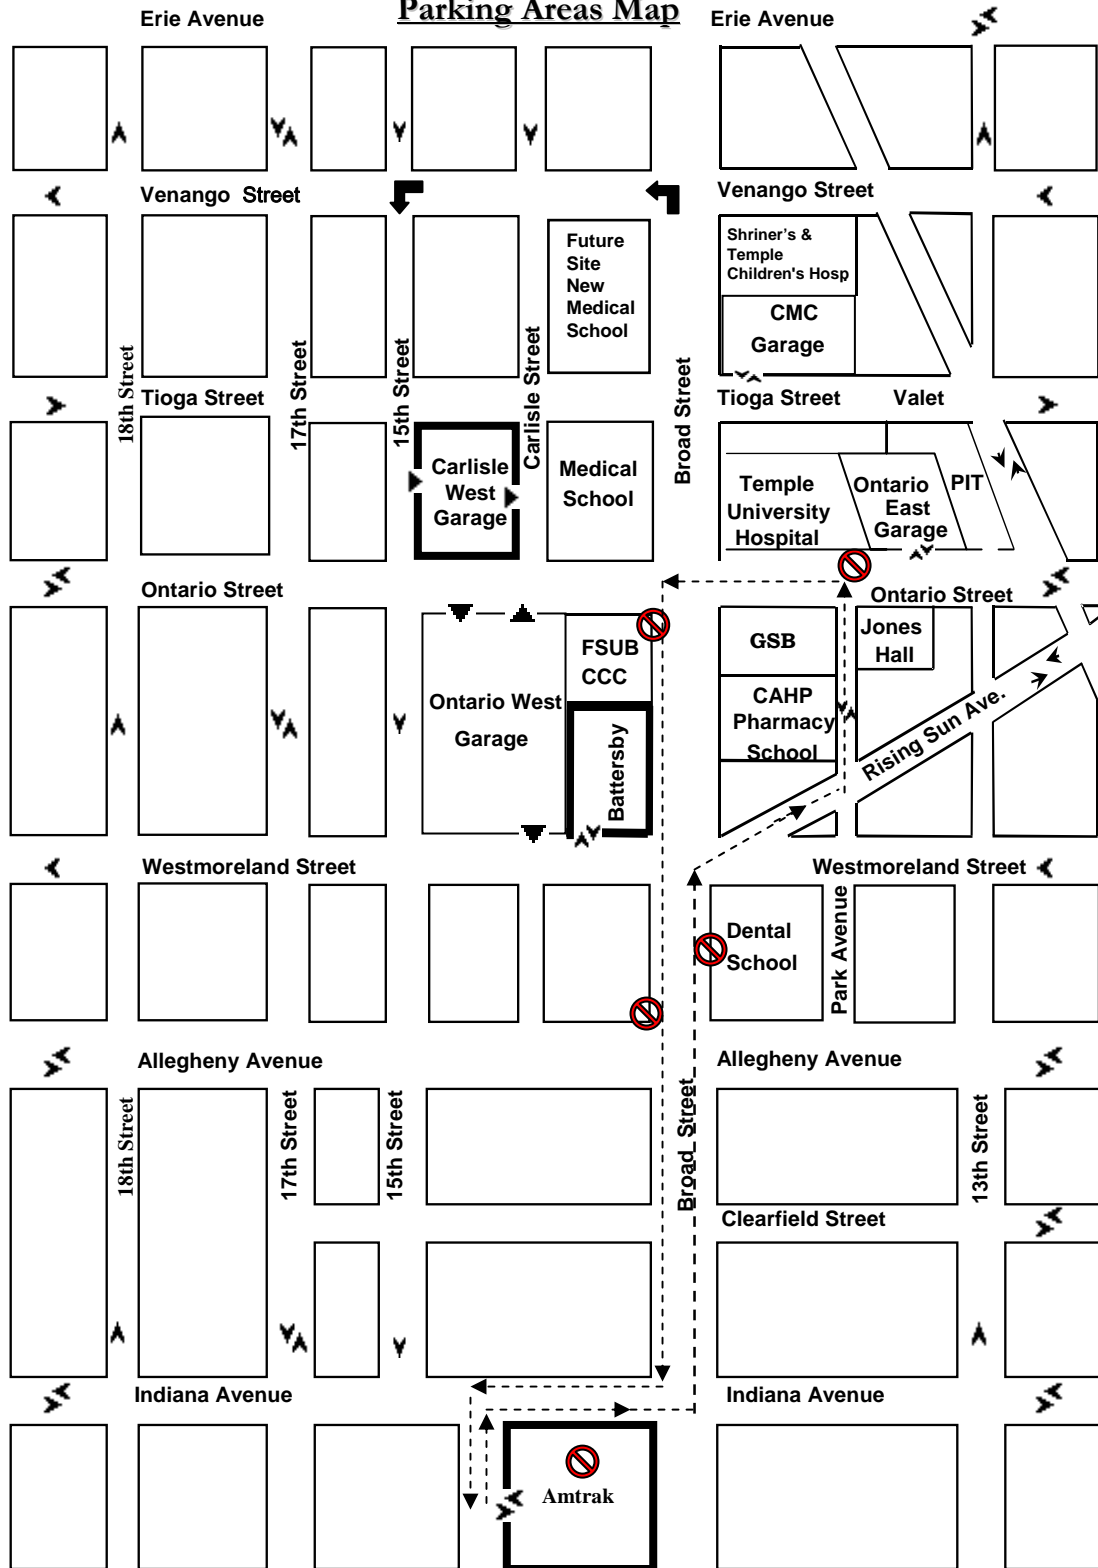 Parking Areas Map
Erie Avenue
Erie Avenue
Venango Street
Venango Street
Future
Site
New
Medical
School
Shriner's &
Temple
Children's Hosp
CMC
Garage
18th Street
17th Street
15th Street
Carlisle Street
Broad Street
Tioga Street
Tioga Street
Valet
Carlisle
West
Garage
Medical
School
Temple
University
Hospital
Ontario
East
Garage
PIT
Ontario Street
Ontario Street
Ontario West
Garage
FSUB
CCC
Battersby
GSB
CAHP
Pharmacy
School
Jones
Hall
Rising Sun Ave.
Westmoreland Street
Westmoreland Street
Dental
School
Park Avenue
Allegheny Avenue
Allegheny Avenue
18th Street
17th Street
15th Street
Broad Street
13th Street
Clearfield Street
Indiana Avenue
Indiana Avenue
Amtrak